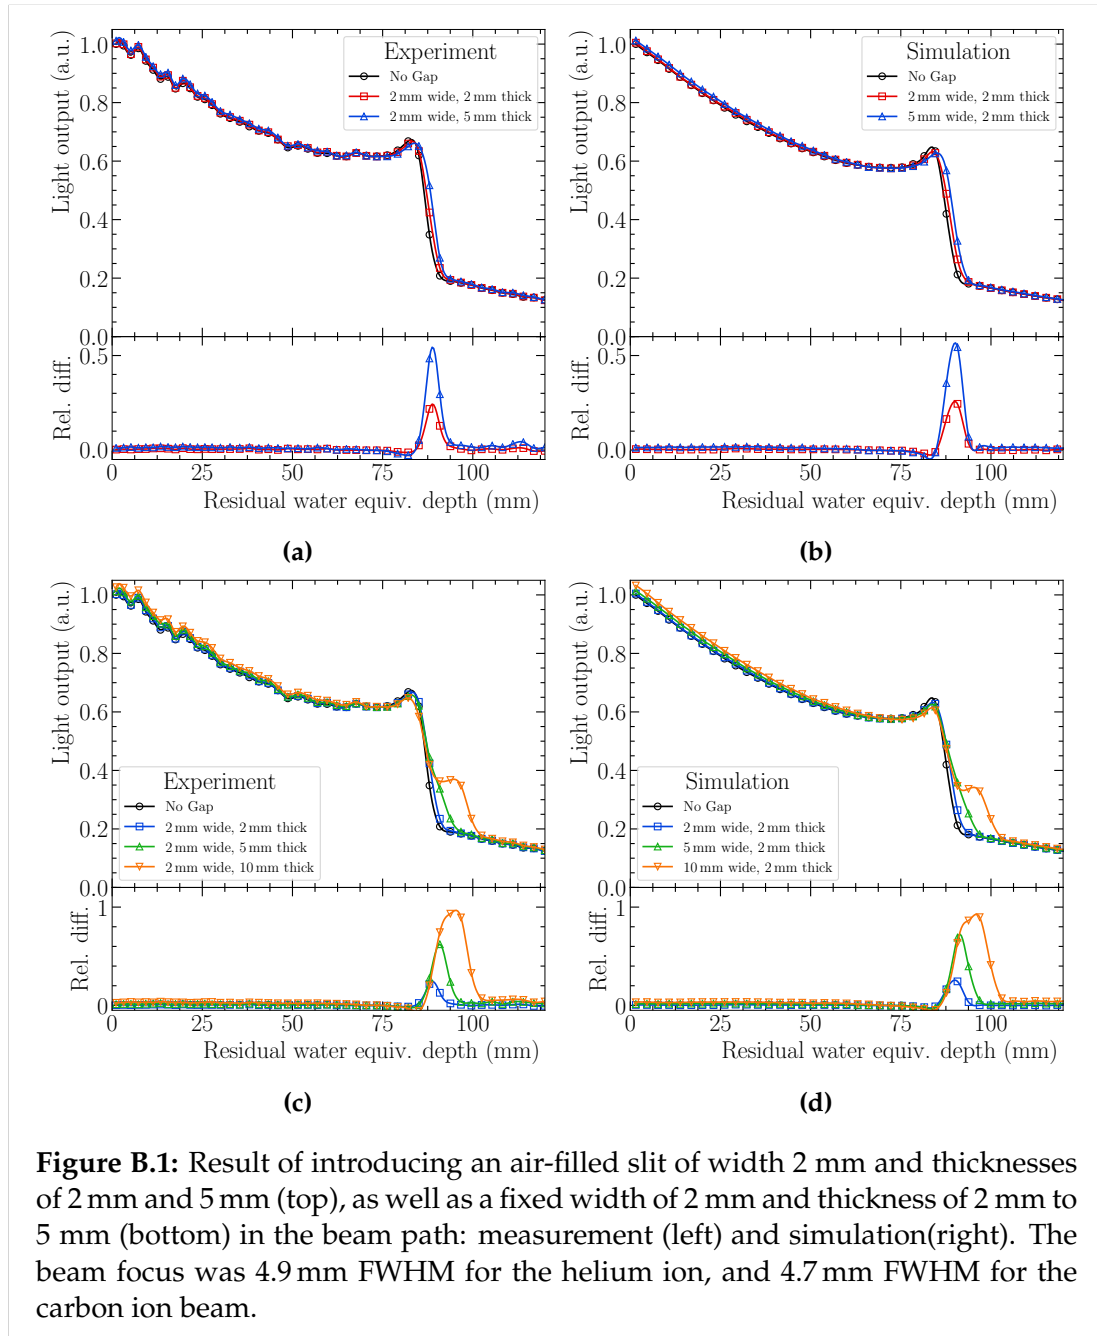 Experiment
No Gap
2 mm wide, 2 mm thick
2 mm wide, 5 mm thick
Light output (a.u.)
1.0
0.8
0.6
0.4
0.2
0.0
Rel. diff.
0.5
0.0
0 25 50 75 100
Residual water equiv. depth (mm)
(a)
Simulation
No Gap
2 mm wide, 2 mm thick
5 mm wide, 2 mm thick
Light output (a.u.)
1.0
0.8
0.6
0.4
0.2
0.0
Rel. diff.
0.5
0.0
0 25 50 75 100
Residual water equiv. depth (mm)
(b)
Light output (a.u.)
1.0
0.8
0.6
0.4
0.2
0.0
Experiment
No Gap
2 mm wide, 2 mm thick
2 mm wide, 5 mm thick
2 mm wide, 10 mm thick
Rel. diff.
1
0
0 25 50 75 100
Residual water equiv. depth (mm)
(c)
Light output (a.u.)
1.0
0.8
0.6
0.4
0.2
0.0
Simulation
No Gap
2 mm wide, 2 mm thick
5 mm wide, 2 mm thick
10 mm wide, 2 mm thick
Rel. diff.
1
0
0 25 50 75 100
Residual water equiv. depth (mm)
(d)
Figure B.1: Result of introducing an air-filled slit of width 2 mm and thicknesses
of 2 mm and 5 mm (top), as well as a fixed width of 2 mm and thickness of 2 mm to
5 mm (bottom) in the beam path: measurement (left) and simulation(right). The
beam focus was 4.9 mm FWHM for the helium ion, and 4.7 mm FWHM for the
carbon ion beam.